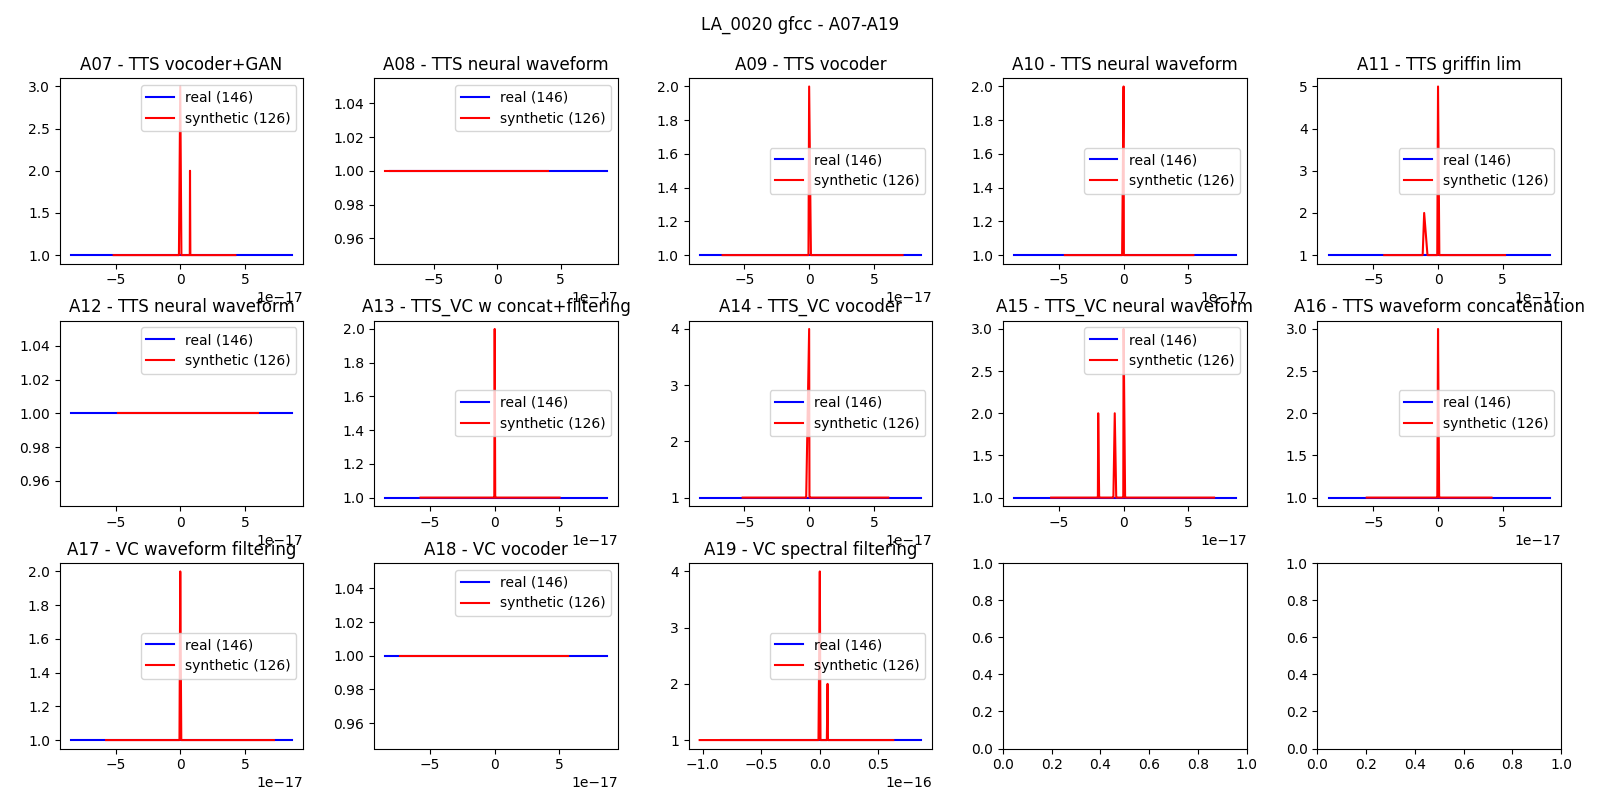 LA_0020 gfcc - A07-A19
A07 - TTS vocoder+GAN
A08 - TTS neural waveform
A09 - TTS vocoder
A10 - TTS neural waveform
A11 - TTS griffin lim
3.0
2.5
2.0
1.5
1.0
real (146)
synthetic (126)
−5
0
5
1e−17
1.04
1.02
1.00
0.98
0.96
real (146)
synthetic (126)
−5
0
5
1e−17
2.0
1.8
1.6
1.4
1.2
1.0
real (146)
synthetic (126)
−5
0
5
1e−17
2.0
1.8
1.6
1.4
1.2
1.0
real (146)
synthetic (126)
−5
0
5
1e−17
5
4
3
2
1
real (146)
synthetic (126)
−5
0
5
1e−17
A12 - TTS neural waveform
A13 - TTS_VC w concat+filtering
A14 - TTS_VC vocoder
A15 - TTS_VC neural waveform
A16 - TTS waveform concatenation
1.04
1.02
1.00
0.98
0.96
real (146)
synthetic (126)
−5
0
5
1e−17
2.0
1.8
1.6
1.4
1.2
1.0
real (146)
synthetic (126)
−5
0
5
1e−17
4
3
2
1
real (146)
synthetic (126)
−5
0
5
1e−17
3.0
2.5
2.0
1.5
1.0
real (146)
synthetic (126)
−5
0
5
1e−17
3.0
2.5
2.0
1.5
1.0
real (146)
synthetic (126)
−5
0
5
1e−17
A17 - VC waveform filtering
A18 - VC vocoder
A19 - VC spectral filtering
2.0
1.8
1.6
1.4
1.2
1.0
real (146)
synthetic (126)
−5
0
5
1e−17
1.04
1.02
1.00
0.98
0.96
real (146)
synthetic (126)
−5
0
5
1e−17
4
3
2
1
real (146)
synthetic (126)
−1.0
−0.5
0.0
0.5
1e−16
1.0
0.8
0.6
0.4
0.2
0.0
0.0
0.2
0.4
0.6
0.8
1.0
1.0
0.8
0.6
0.4
0.2
0.0
0.0
0.2
0.4
0.6
0.8
1.0